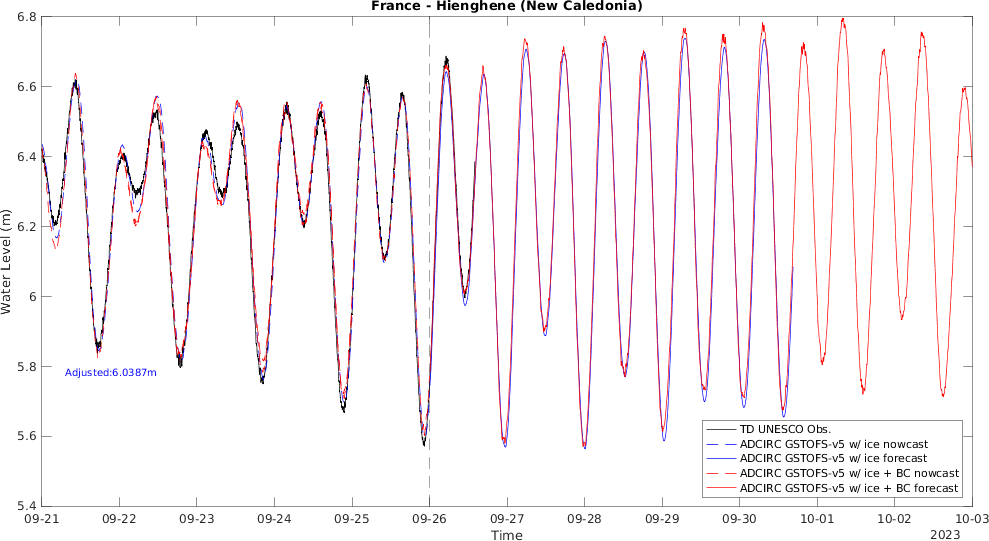 France - Hienghene (New Caledonia)
6.8
6.6
6.4
6.2
6
5.8
5.6
5.4
Water Level (m)
Adjusted:6.0387m
TD UNESCO Obs.
ADCIRC GSTOFS-v5 w/ ice nowcast
ADCIRC GSTOFS-v5 w/ ice forecast
ADCIRC GSTOFS-v5 w/ ice + BC nowcast
ADCIRC GSTOFS-v5 w/ ice + BC forecast
09-21 09-22 09-23 09-24 09-25 09-26 09-27 09-28 09-29 09-30 10-01 10-02 10-03
Time
2023